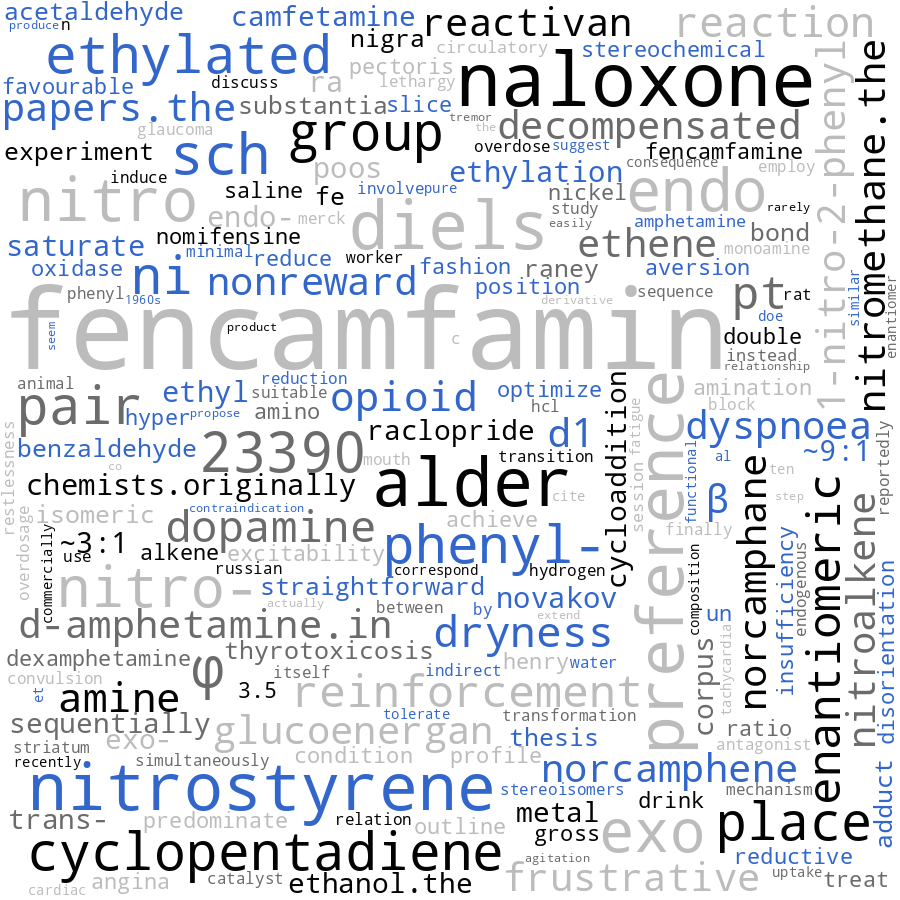 acetaldehyde
camfetamine
reactivan
reaction
produce
n
nigra
circulatory
stereochemical
ethylated
pectoris
naloxone
1-nitro-2-phenyl
nitromethane.the
favourable
discuss
ra
lethargy
papers.the
substantia
slice
tremor
the
decompensated
glaucoma
group
experiment
sch
overdose
suggest
fencamfamine
poos
ethylation
consequence
employ
induce
saline
fe
involvepure
nickel
endo
nitro
endo-
merck
diels
study
easily
amphetamine
rarely
bond
saturate
nomifensine
ethene
monoamine
minimal
reduce
worker
oxidase
ni
nonreward
fashion
raney
aversion
position
sequence
pt
rat
similar
enantiomer
phenyl
1960s
derivative
fencamfamin
doe
seem
product
c
double
instead
relationship
animal
reduction
ethyl
suitable
opioid
optimize
amination
pair
hyper
propose
amino
hcl
block
cycloaddition
fatigue
preference
dyspnoea
benzaldehyde
23390
raclopride
d1
~9:1
restlessness
mouth
transition
functional
al
reportedly
co
chemists.originally
alder
cite
session
ten
β
norcamphane
step
enantiomeric
contraindication
isomeric
dopamine
achieve
finally
overdosage
commercially
~3:1
use
alkene
excitability
phenyl-
nitroalkene
russian
correspond
hydrogen
composition
insufficiency
endogenous
disorientation
nitro-
straightforward
novakov
actually
between
by
extend
un
d-amphetamine.in
dryness
corpus
tachycardia
dexamphetamine
φ
thyrotoxicosis
henry
water
convulsion
itself
indirect
et
amine
3.5
reinforcement
sequentially
tolerate
transformation
exo-
glucoenergan
thesis
ratio
antagonist
striatum
recently
simultaneously
condition
profile
norcamphene
mechanism
adduct
nitrostyrene
stereoisomers
drink
trans-
predominate
relation
outline
metal
gross
exo
place
cyclopentadiene
agitation
reductive
cardiac
angina
catalyst
ethanol.the
frustrative
uptake
treat